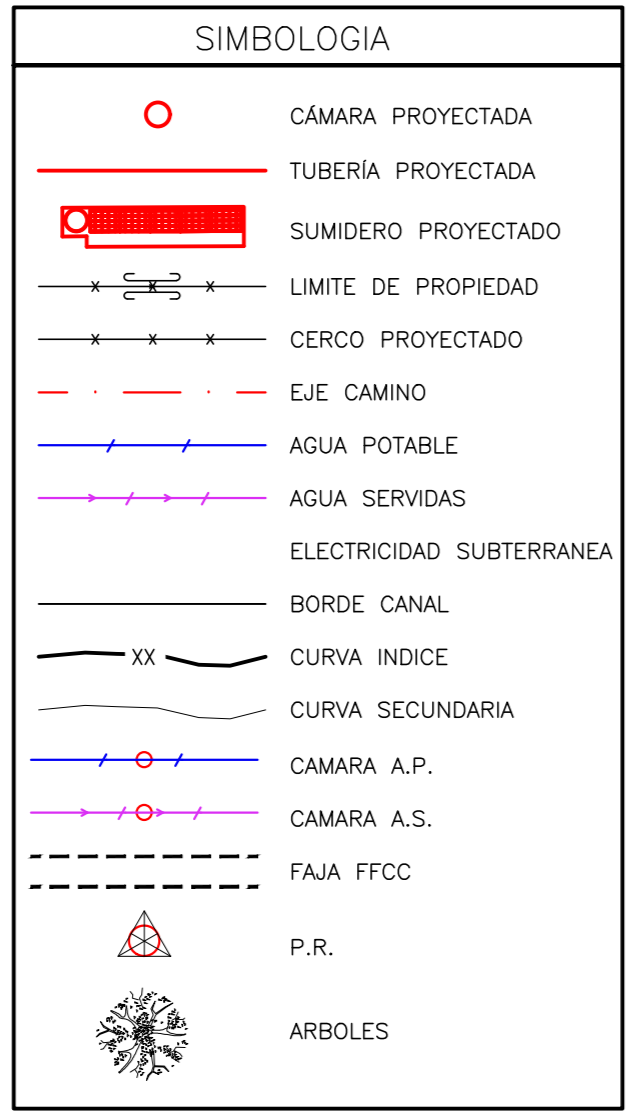 SIMBOLOGIA
CÁMARA PROYECTADA
TUBERÍA PROYECTADA
SUMIDERO PROYECTADO
LIMITE DE PROPIEDAD
CERCO PROYECTADO
EJE CAMINO
AGUA POTABLE
AGUA SERVIDAS
ELECTRICIDAD SUBTERRANEA
BORDE CANAL
XX CURVA INDICE
CURVA SECUNDARIA
CAMARA A.P.
CAMARA A.S.
FAJA FFCC
P.R.
ARBOLES